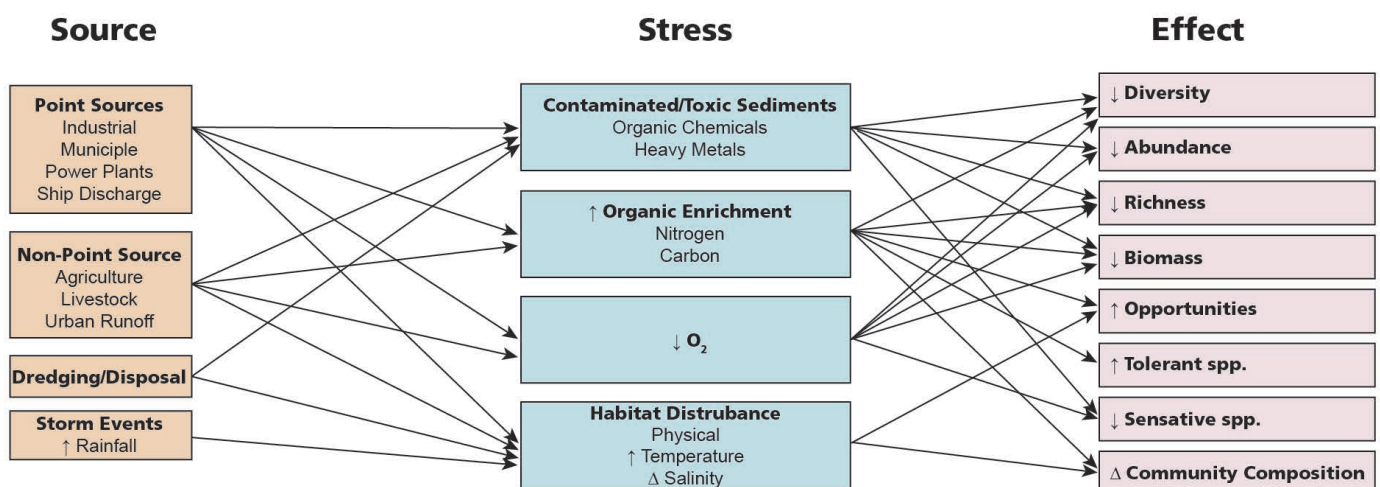 Source
Stress
Effect
Point Sources
Industrial
Municiple
Power Plants
Ship Discharge
Non-Point Source
Agriculture
Livestock
Urban Runoff
Dredging/Disposal
Storm Events
↑ Rainfall
Contaminated/Toxic Sediments
Organic Chemicals
Heavy Metals
↑ Organic Enrichment
Nitrogen
Carbon
↓ O₂
Habitat Distrubance
Physical
↑ Temperature
Δ Salinity
↓ Diversity
↓ Abundance
↓ Richness
↓ Biomass
↑ Opportunities
↑ Tolerant spp.
↓ Sensative spp.
Δ Community Composition